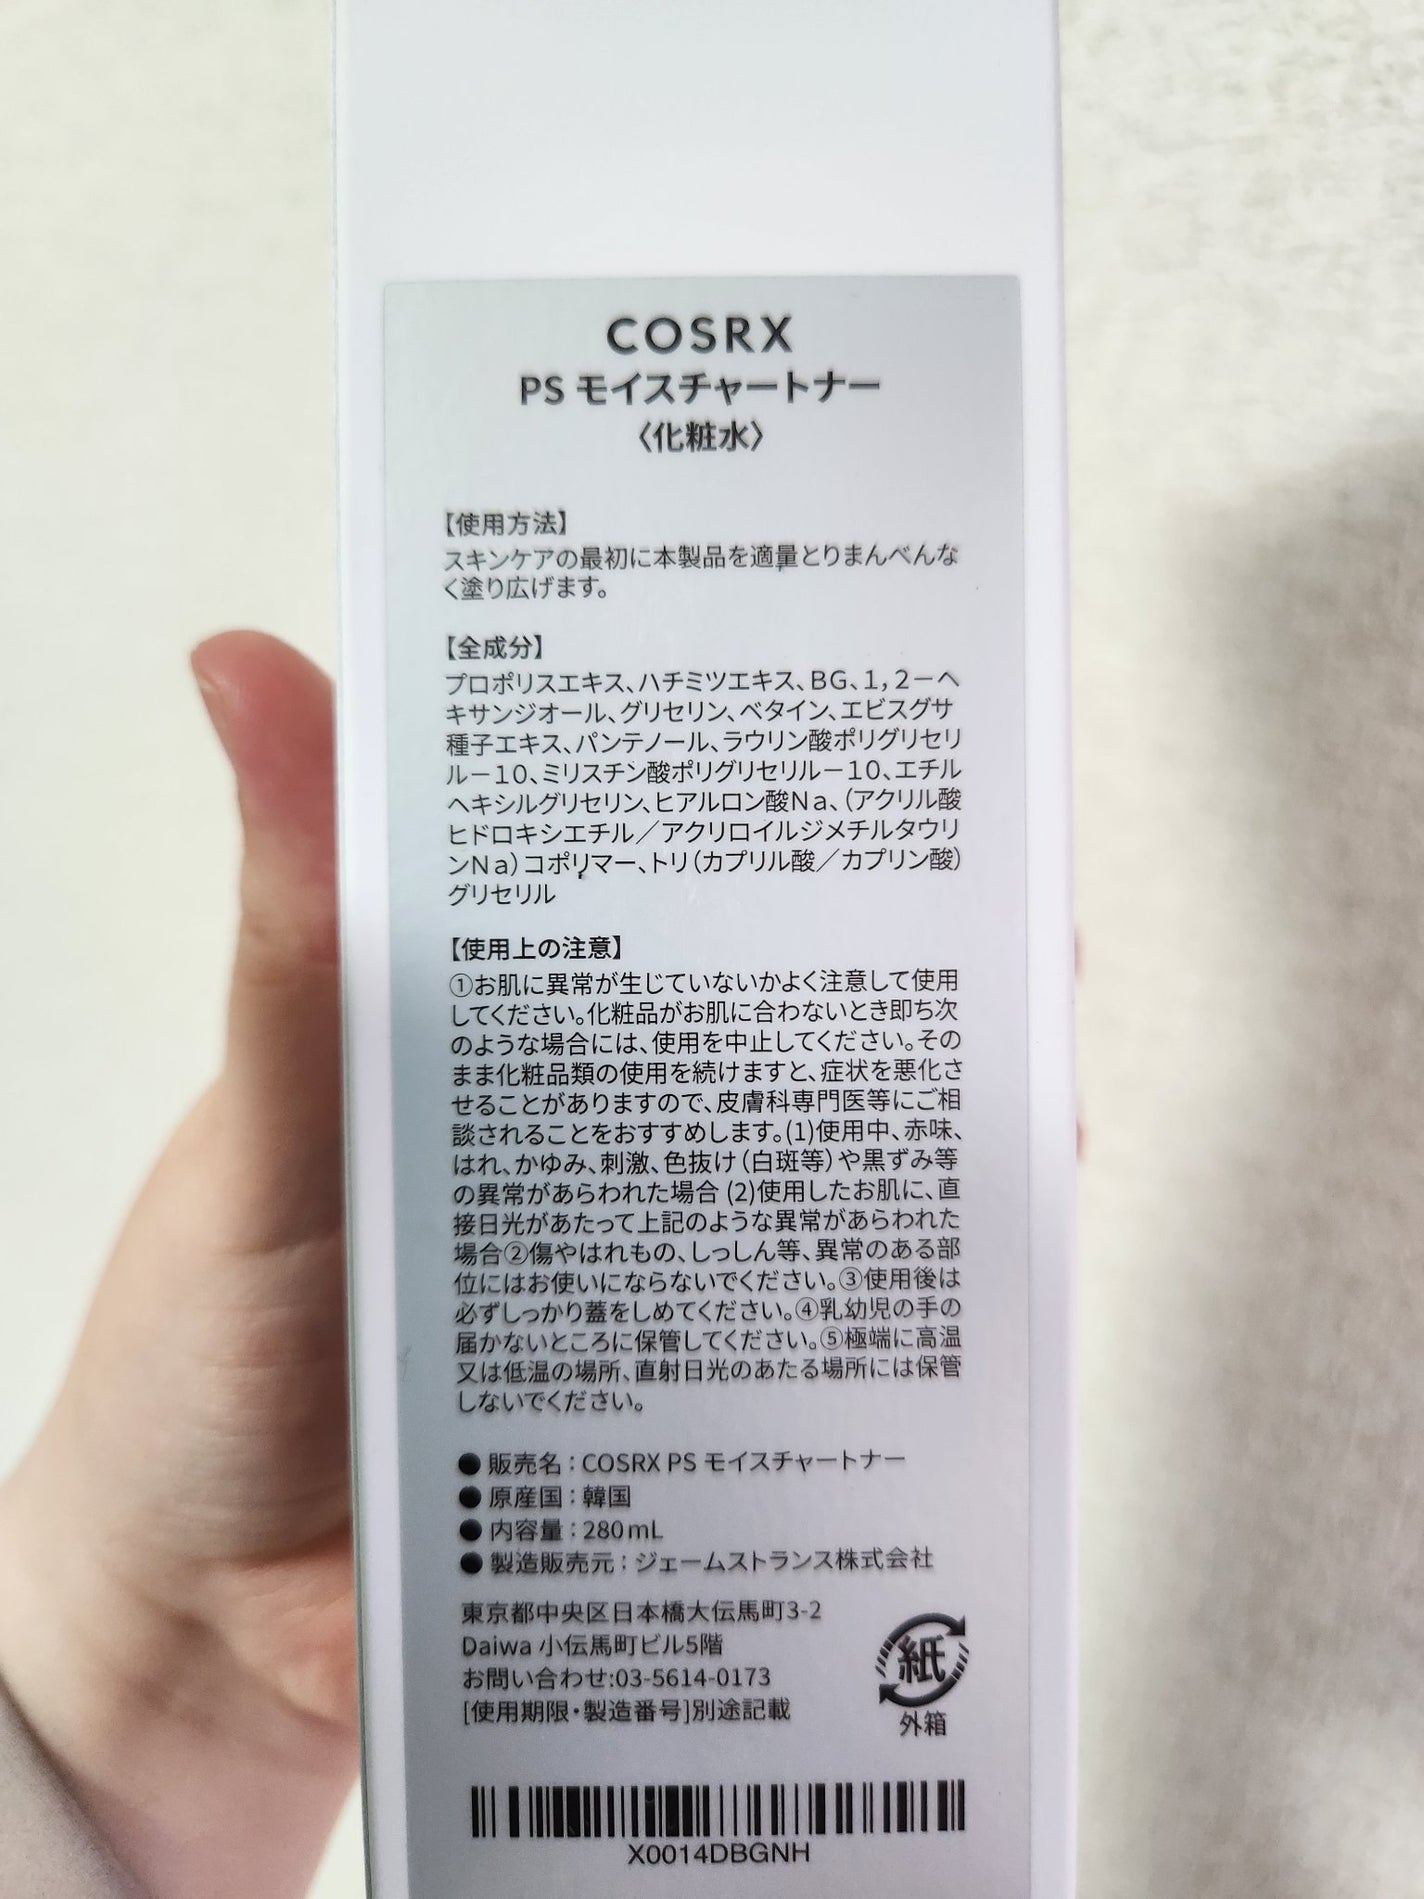 COSRX
PS モイスチャートナー
〈化粧水〉
【使用方法】
スキンケアの最初に本製品を適量とりまんべんな
く塗り広げます。
【全成分】
プロポリスエキス、ハチミツエキス、BG、1，2－ヘ
キサンジオール、グリセリン、ベタイン、エビスグサ
種子エキス、パンテノール、ラウリン酸ポリグリセリ
ル－10、ミリスチン酸ポリグリセリル－10、エチル
ヘキシルグリセリン、ヒアルロン酸Na、（アクリル酸
ヒドロキシエチル／アクリロイルジメチルタウリ
ンNa）コポリマー、トリ（カプリル酸／カプリン酸）
グリセリル
【使用上の注意】
①お肌に異常が生じていないかよく注意して使用
してください。化粧品がお肌に合わないとき即ち次
のような場合には、使用を中止してください。その
まま化粧品類の使用を続けますと、症状を悪化さ
せることがありますので、皮膚科専門医等にご相
談されることをおすすめします。(1)使用中、赤味、
はれ、かゆみ、刺激、色抜け（白斑等）や黒ずみ等
の異常があらわれた場合 (2)使用したお肌に、直
接日光があたって上記のような異常があらわれた
場合②傷やはれもの、しっしん等、異常のある部
位にはお使いにならないでください。③使用後は
必ずしっかり蓋をしめてください。④乳幼児の手の
届かないところに保管してください。⑤極端に高温
又は低温の場所、直射日光のあたる場所には保管
しないでください。
● 販売名：COSRX PS モイスチャートナー
● 原産国：韓国
● 内容量：280mL
● 製造販売元：ジェームストランス株式会社
東京都中央区日本橋大伝馬町3-2
Daiwa 小伝馬町ビル5階
お問い合わせ:03-5614-0173
[使用期限・製造番号]別途記載
紙
外箱
X0014DBGNH